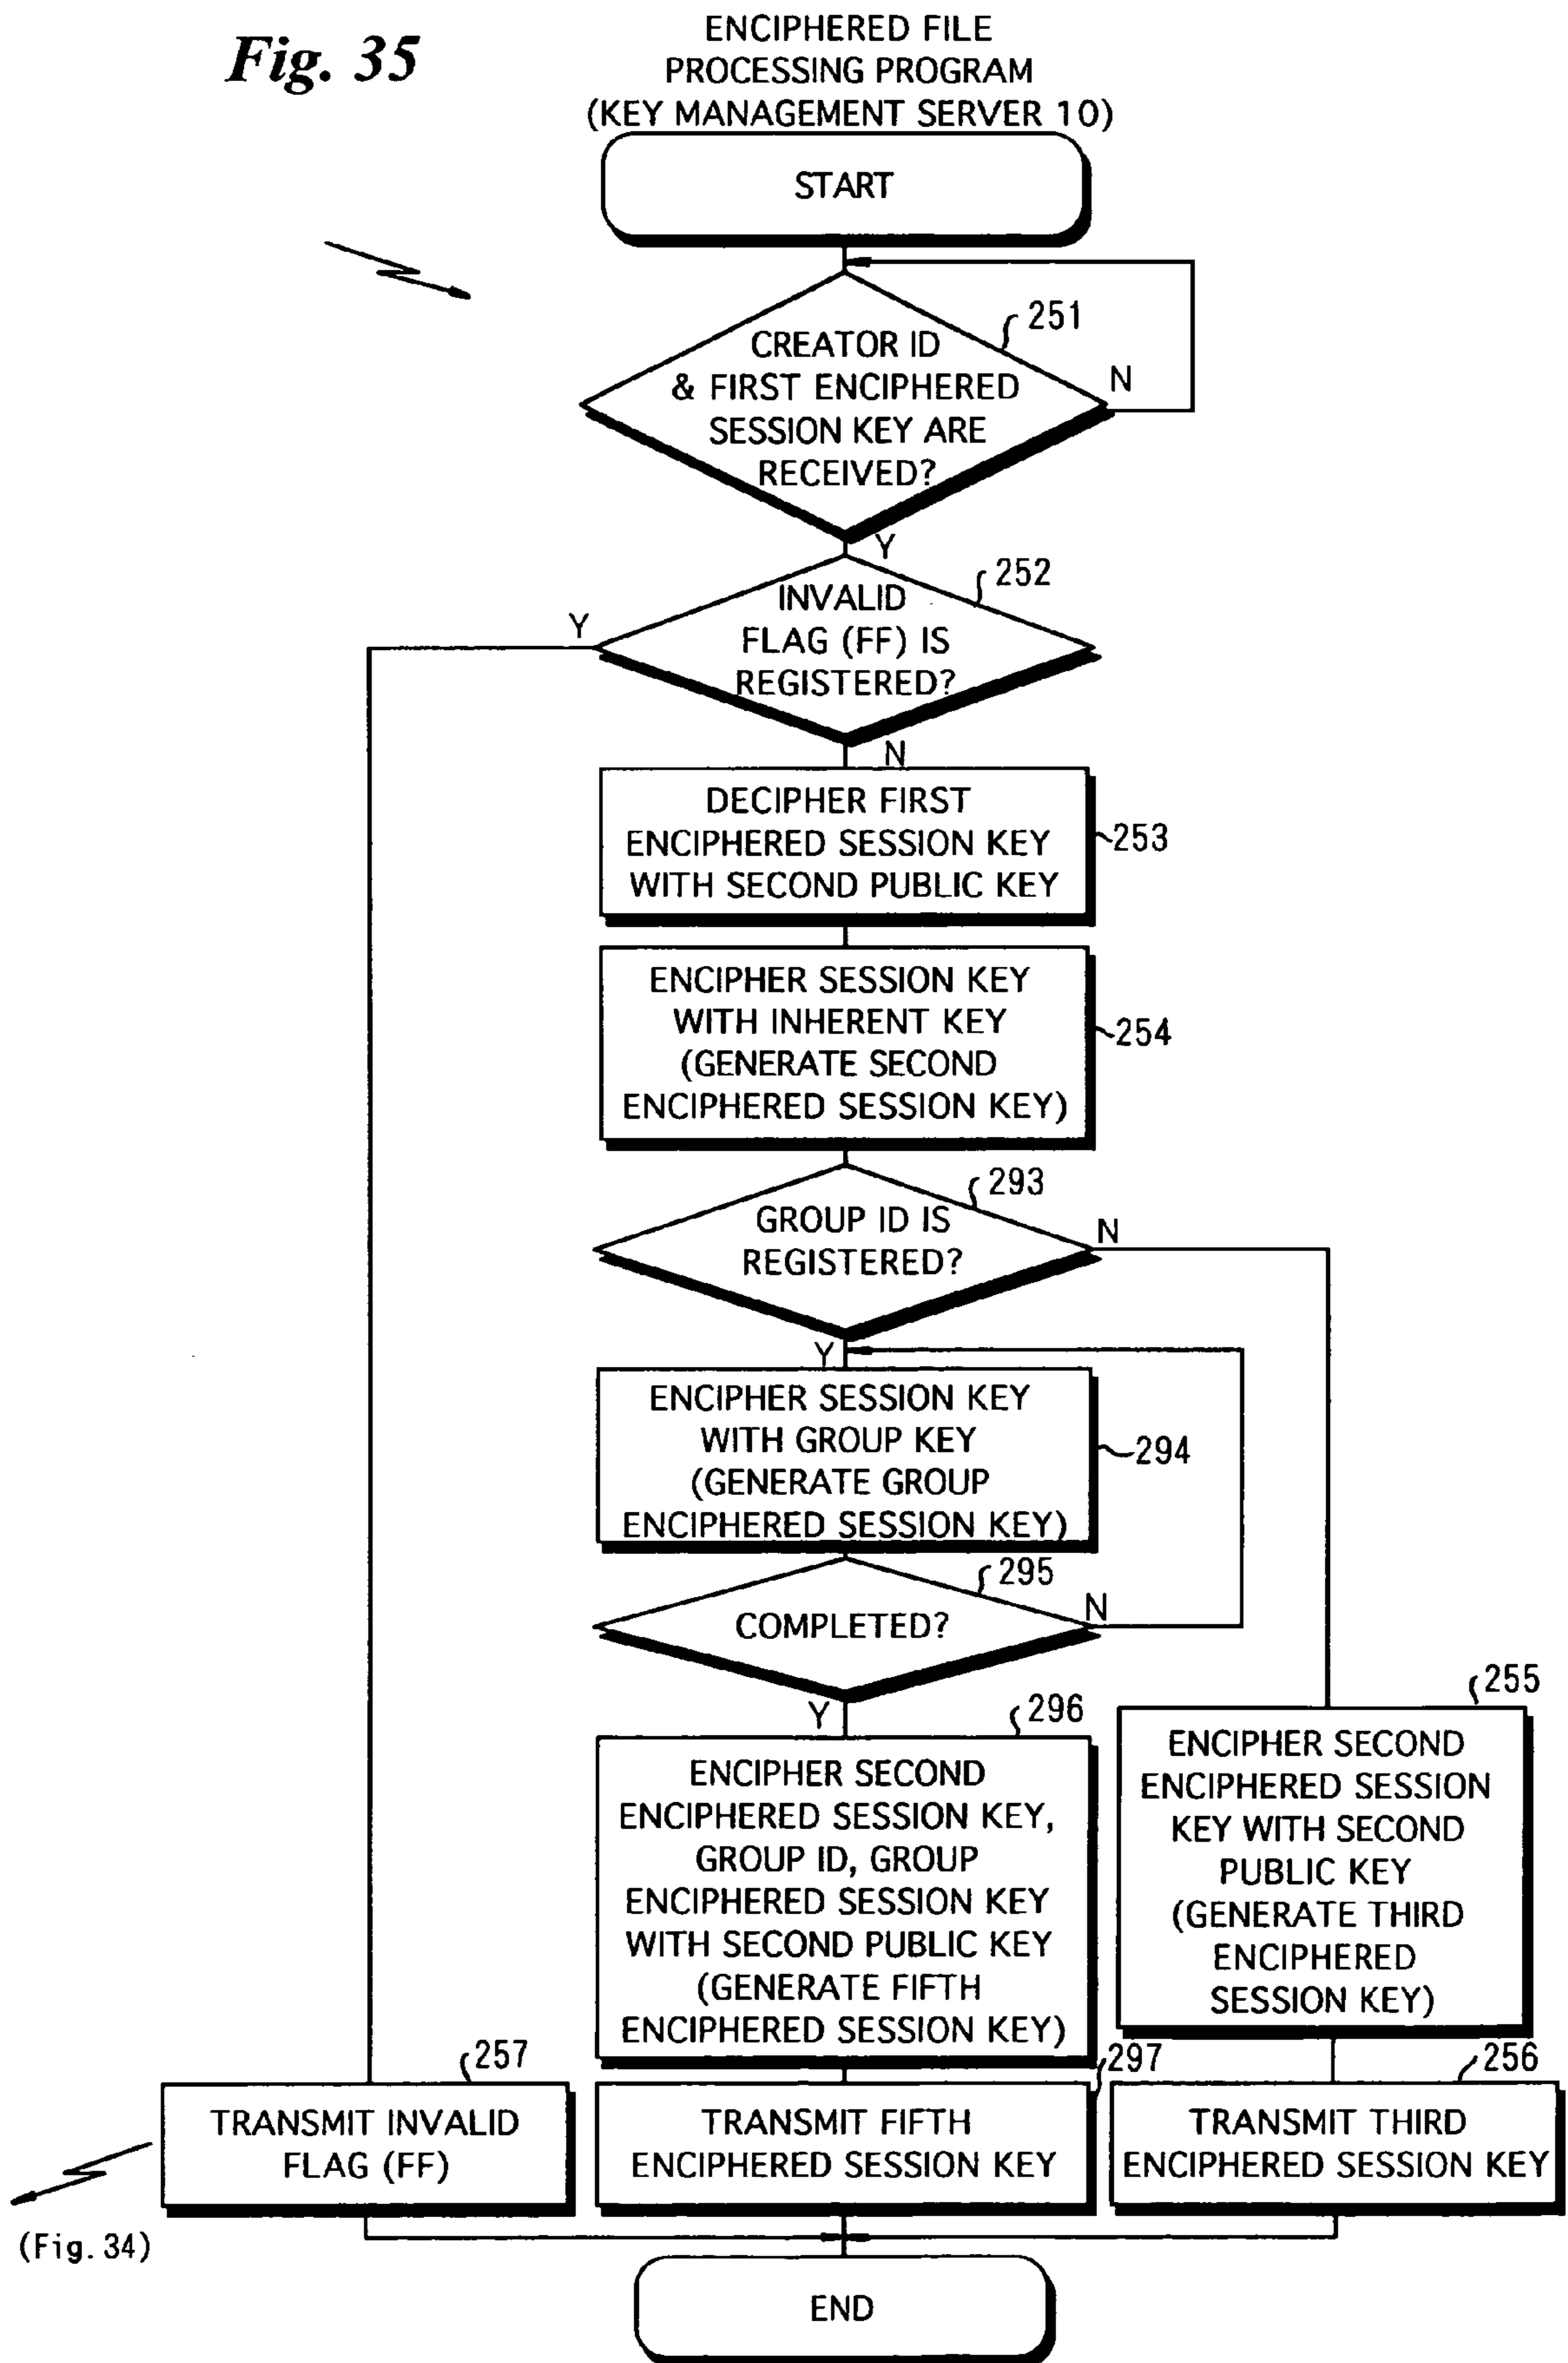 Fig. 35
ENCIPHERED FILE
PROCESSING PROGRAM
(KEY MANAGEMENT SERVER 10)
START
251
CREATOR ID
& FIRST ENCIPHERED
SESSION KEY ARE
RECEIVED?
N
Y
252
INVALID
FLAG (FF) IS
REGISTERED?
Y
N
DECIPHER FIRST
ENCIPHERED SESSION KEY
WITH SECOND PUBLIC KEY
253
ENCIPHER SESSION KEY
WITH INHERENT KEY
(GENERATE SECOND
ENCIPHERED SESSION KEY)
254
293
GROUP ID IS
REGISTERED?
N
Y
ENCIPHER SESSION KEY
WITH GROUP KEY
(GENERATE GROUP
ENCIPHERED SESSION KEY)
294
295
COMPLETED?
N
Y
296
ENCIPHER SECOND
ENCIPHERED SESSION KEY,
GROUP ID, GROUP
ENCIPHERED SESSION KEY
WITH SECOND PUBLIC KEY
(GENERATE FIFTH
ENCIPHERED SESSION KEY)
255
ENCIPHER SECOND
ENCIPHERED SESSION
KEY WITH SECOND
PUBLIC KEY
(GENERATE THIRD
ENCIPHERED
SESSION KEY)
257
TRANSMIT INVALID
FLAG (FF)
297
TRANSMIT FIFTH
ENCIPHERED SESSION KEY
256
TRANSMIT THIRD
ENCIPHERED SESSION KEY
(Fig. 34)
END